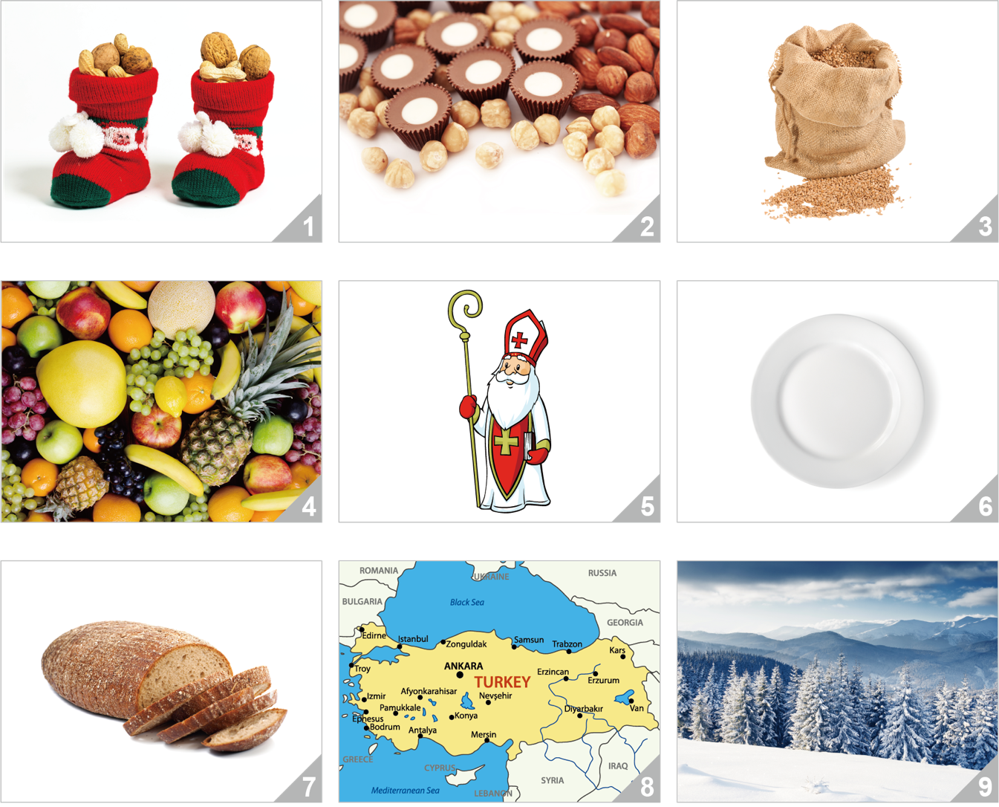 1
2
3
4
5
6
7
ROMANIA
UKRAINE
RUSSIA
BULGARIA
Black Sea
GEORGIA
Edirne
Istanbul
Zonguldak
Samsun
Trabzon
Kars
Troy
ANKARA
TURKEY
Erzincan
Erzurum
Izmir
Afyonkarahisar
Nevşehir
Pamukkale
Diyarbakır
Van
Ephesus
Konya
Bodrum
Antalya
Mersin
GREECE
CYPRUS
SYRIA
IRAQ
Mediterranean Sea
LEBANON
8
9